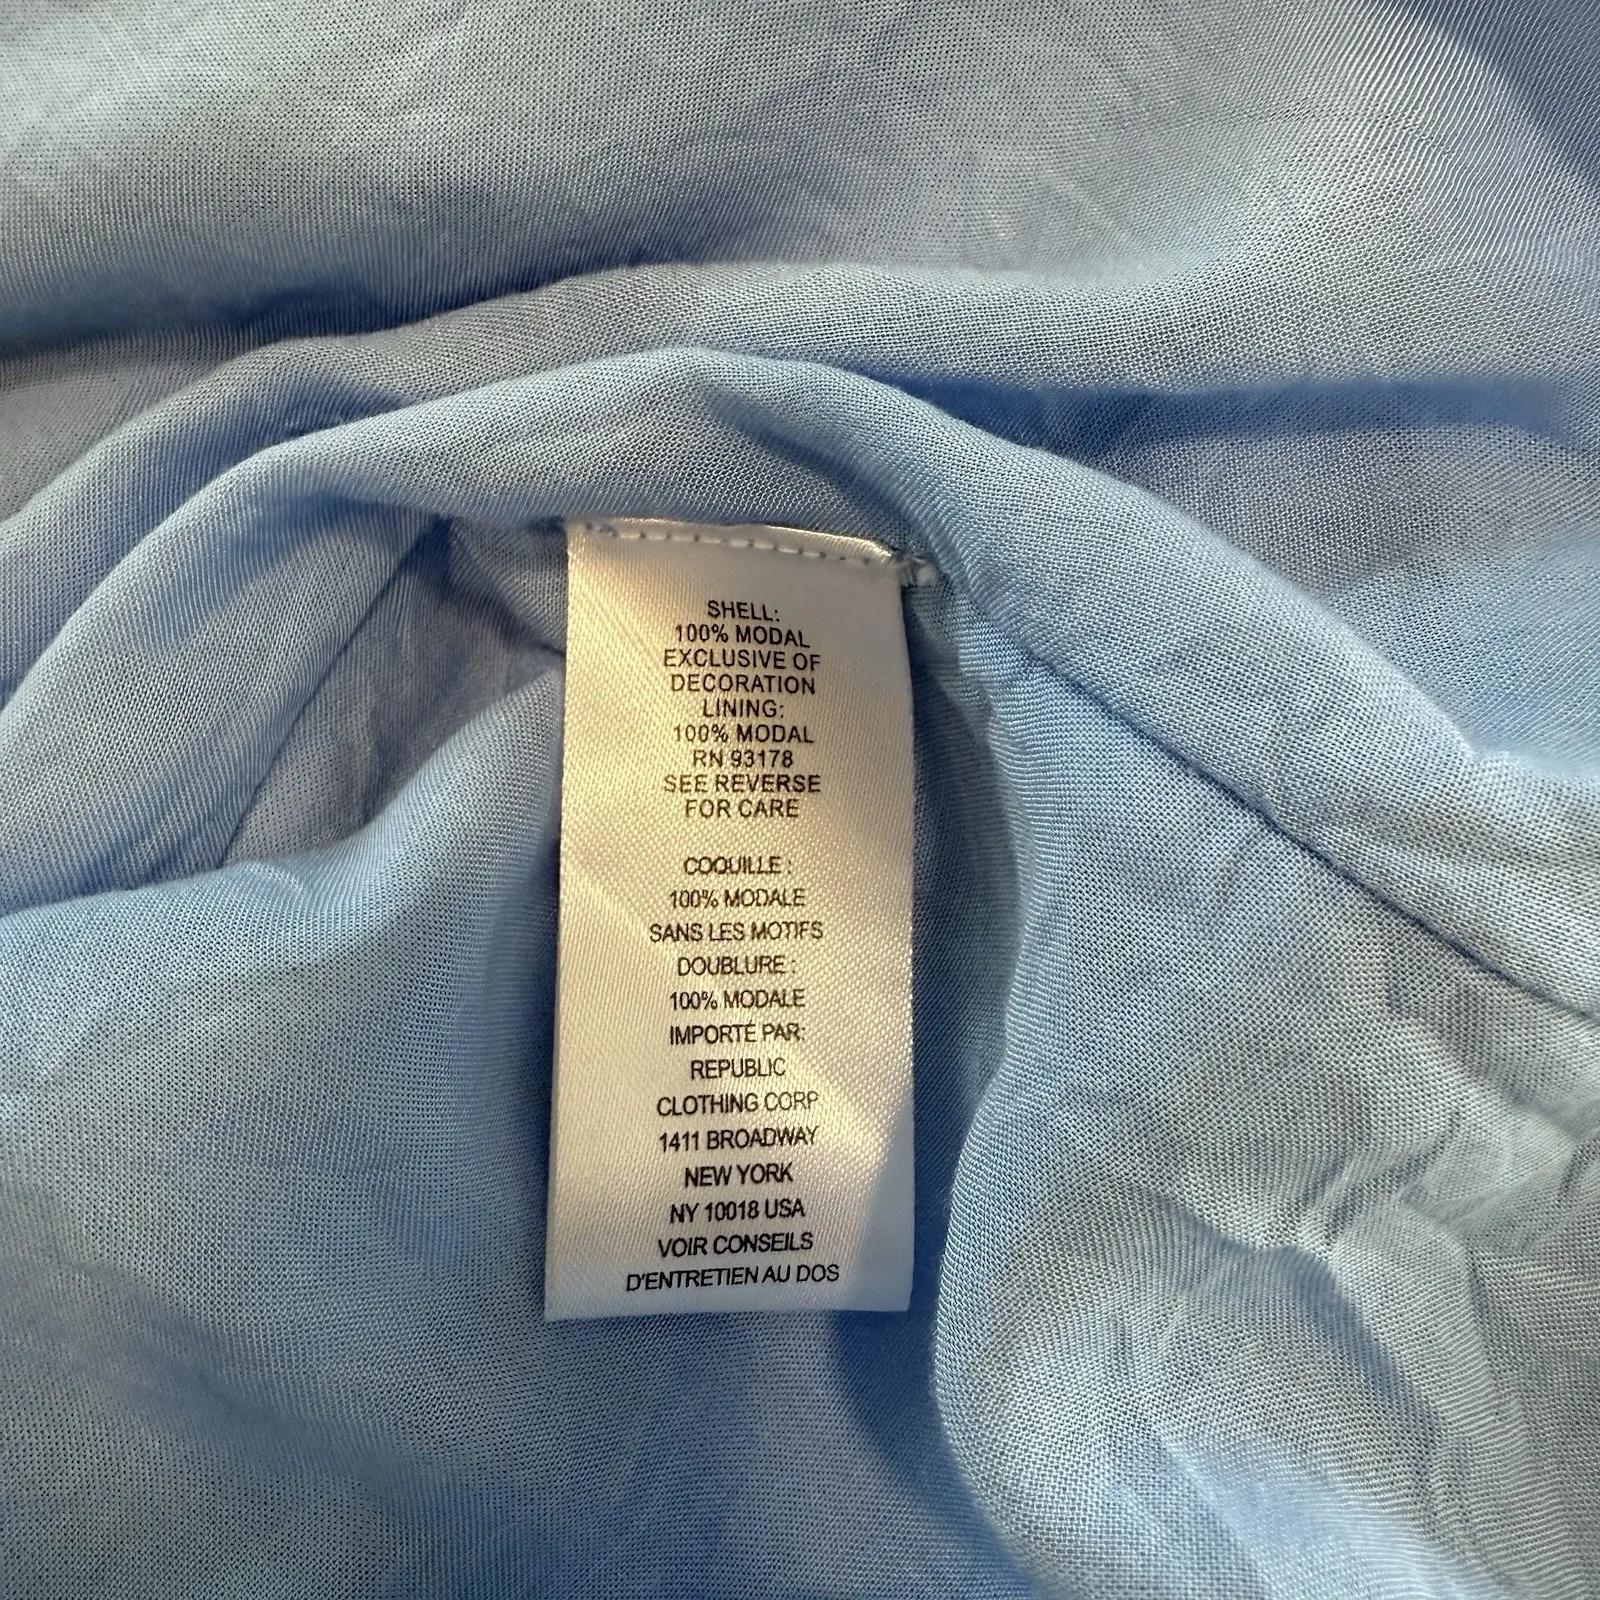 SHELL:
100% MODAL
EXCLUSIVE OF
DECORATION
LINING:
100% MODAL
RN 93178
SEE REVERSE
FOR CARE
COQUILLE :
100% MODALE
SANS LES MOTIFS
DOUBLURE :
100% MODALE
IMPORTÉ PAR:
REPUBLIC
CLOTHING CORP
1411 BROADWAY
NEW YORK
NY 10018 USA
VOIR CONSEILS
D'ENTRETIEN AU DOS